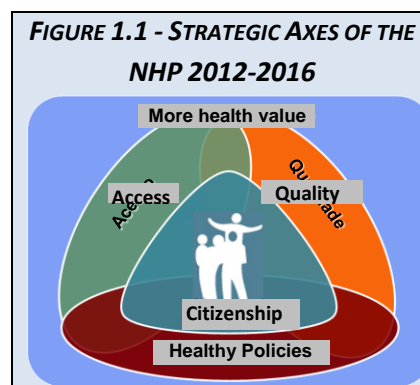 FIGURE 1.1 - STRATEGIC AXES OF THE
NHP 2012-2016
More health value
Access
Quality
Citizenship
Healthy Policies